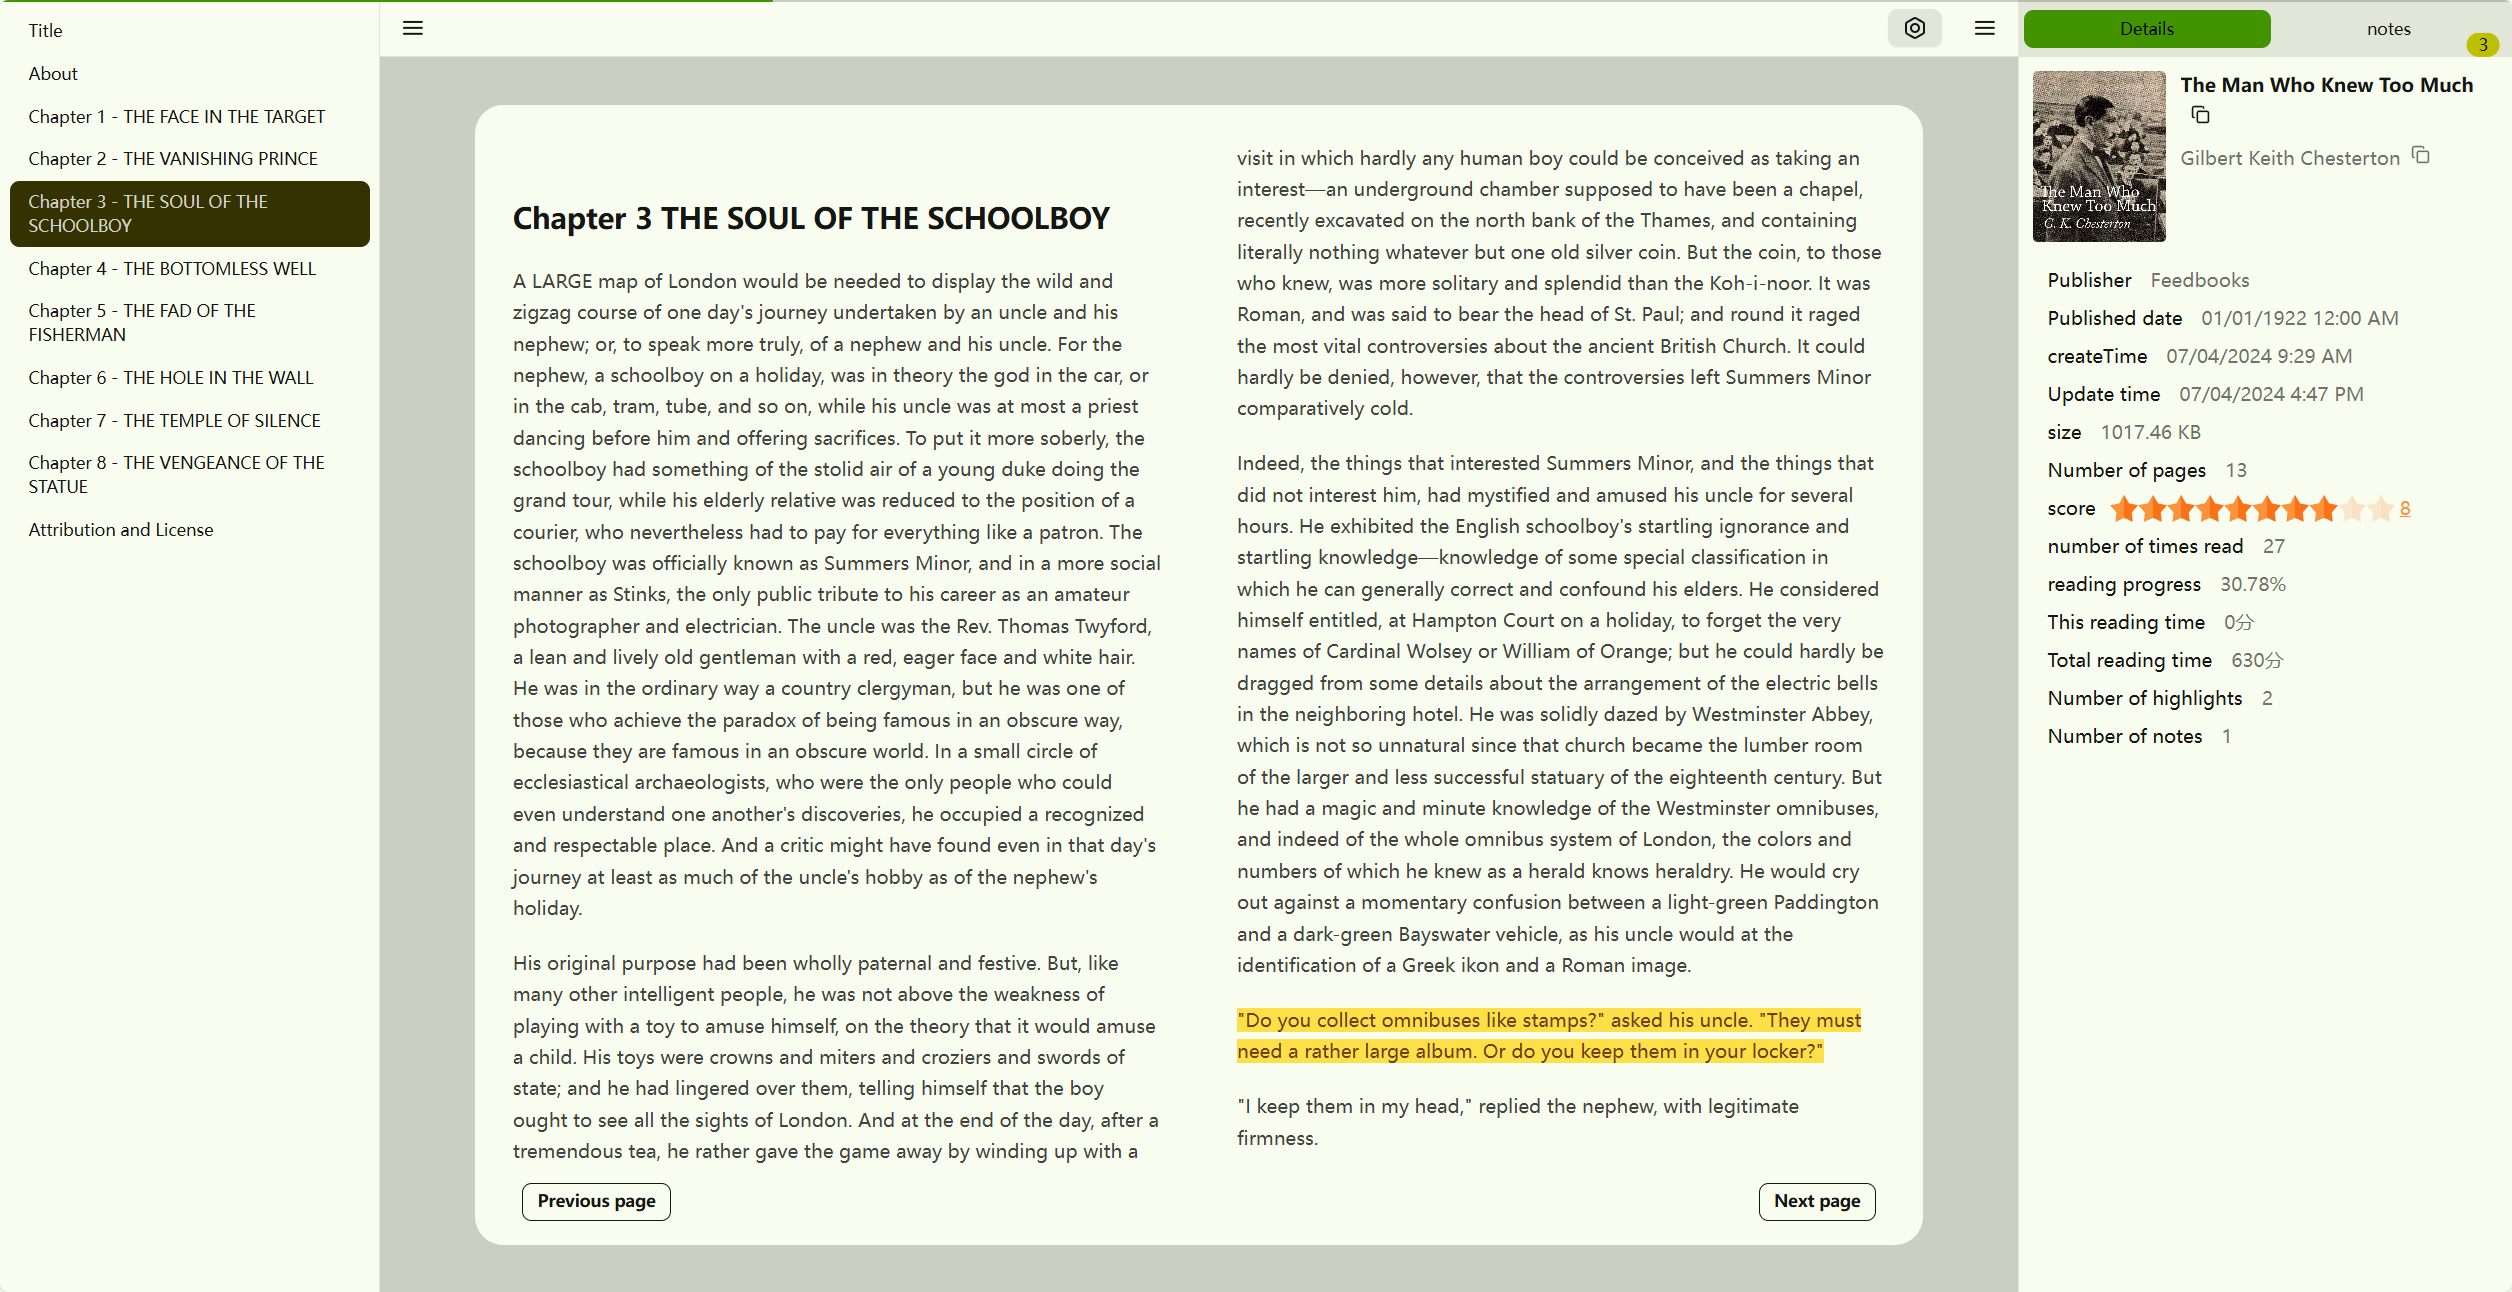 Title
About
Chapter 1 - THE FACE IN THE TARGET
Chapter 2 - THE VANISHING PRINCE
Chapter 3 - THE SOUL OF THE
SCHOOLBOY
Chapter 4 - THE BOTTOMLESS WELL
Chapter 5 - THE FAD OF THE
FISHERMAN
Chapter 6 - THE HOLE IN THE WALL
Chapter 7 - THE TEMPLE OF SILENCE
Chapter 8 - THE VENGEANCE OF THE
STATUE
Attribution and License
Chapter 3 THE SOUL OF THE SCHOOLBOY
A LARGE map of London would be needed to display the wild and
zigzag course of one day's journey undertaken by an uncle and his
nephew; or, to speak more truly, of a nephew and his uncle. For the
nephew, a schoolboy on a holiday, was in theory the god in the car, or
in the cab, tram, tube, and so on, while his uncle was at most a priest
dancing before him and offering sacrifices. To put it more soberly, the
schoolboy had something of the stolid air of a young duke doing the
grand tour, while his elderly relative was reduced to the position of a
courier, who nevertheless had to pay for everything like a patron. The
schoolboy was officially known as Summers Minor, and in a more social
manner as Stinks, the only public tribute to his career as an amateur
photographer and electrician. The uncle was the Rev. Thomas Twyford,
a lean and lively old gentleman with a red, eager face and white hair.
He was in the ordinary way a country clergyman, but he was one of
those who achieve the paradox of being famous in an obscure way,
because they are famous in an obscure world. In a small circle of
ecclesiastical archaeologists, who were the only people who could
even understand one another's discoveries, he occupied a recognized
and respectable place. And a critic might have found even in that day's
journey at least as much of the uncle's hobby as of the nephew's
holiday.
His original purpose had been wholly paternal and festive. But, like
many other intelligent people, he was not above the weakness of
playing with a toy to amuse himself, on the theory that it would amuse
a child. His toys were crowns and miters and croziers and swords of
state; and he had lingered over them, telling himself that the boy
ought to see all the sights of London. And at the end of the day, after a
tremendous tea, he rather gave the game away by winding up with a
visit in which hardly any human boy could be conceived as taking an
interest—an underground chamber supposed to have been a chapel,
recently excavated on the north bank of the Thames, and containing
literally nothing whatever but one old silver coin. But the coin, to those
who knew, was more solitary and splendid than the Koh-i-noor. It was
Roman, and was said to bear the head of St. Paul; and round it raged
the most vital controversies about the ancient British Church. It could
hardly be denied, however, that the controversies left Summers Minor
comparatively cold.
Indeed, the things that interested Summers Minor, and the things that
did not interest him, had mystified and amused his uncle for several
hours. He exhibited the English schoolboy's startling ignorance and
startling knowledge—knowledge of some special classification in
which he can generally correct and confound his elders. He considered
himself entitled, at Hampton Court on a holiday, to forget the very
names of Cardinal Wolsey or William of Orange; but he could hardly be
dragged from some details about the arrangement of the electric bells
in the neighboring hotel. He was solidly dazed by Westminster Abbey,
which is not so unnatural since that church became the lumber room
of the larger and less successful statuary of the eighteenth century. But
he had a magic and minute knowledge of the Westminster omnibuses,
and indeed of the whole omnibus system of London, the colors and
numbers of which he knew as a herald knows heraldry. He would cry
out against a momentary confusion between a light-green Paddington
and a dark-green Bayswater vehicle, as his uncle would at the
identification of a Greek ikon and a Roman image.
"Do you collect omnibuses like stamps?" asked his uncle. "They must
need a rather large album. Or do you keep them in your locker?"
"I keep them in my head," replied the nephew, with legitimate
firmness.
Previous page
Next page
Details
notes
3
The Man Who
Knew Too Much
G. K. Chesterton
The Man Who Knew Too Much
Gilbert Keith Chesterton
Publisher Feedbooks
Published date 01/01/1922 12:00 AM
createTime 07/04/2024 9:29 AM
Update time 07/04/2024 4:47 PM
size 1017.46 KB
Number of pages 13
score 8
number of times read 27
reading progress 30.78%
This reading time 0分
Total reading time 630分
Number of highlights 2
Number of notes 1